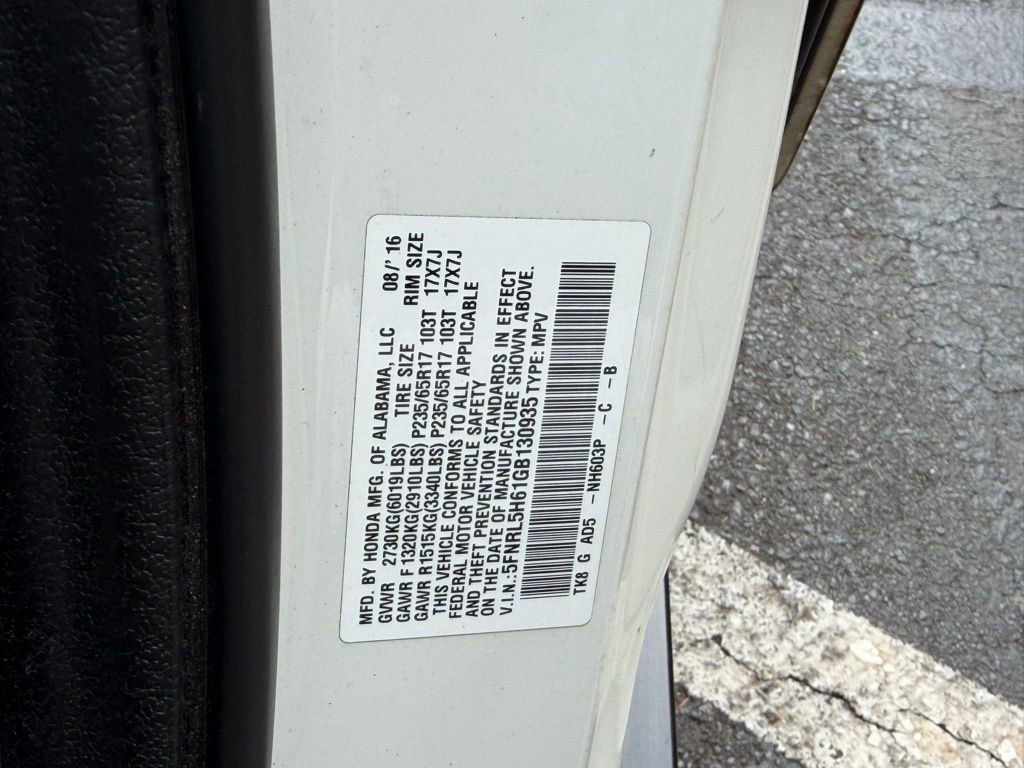 MFD. BY HONDA MFG. OF ALABAMA, LLC 08/'16
GVWR 2730KG(6019LBS) TIRE SIZE RIM SIZE
GAWR F1320KG(2910LBS) P235/65R17 103T 17X7J
GAWR R1515KG(3340LBS) P235/65R17 103T 17X7J
THIS VEHICLE CONFORMS TO ALL APPLICABLE
FEDERAL MOTOR VEHICLE SAFETY
AND THEFT PREVENTION STANDARDS IN EFFECT
ON THE DATE OF MANUFACTURE SHOWN ABOVE.
V.I.N.:5FNRL5H61GB130935 TYPE: MPV
TK8 G AD5 -NH603P -C -B